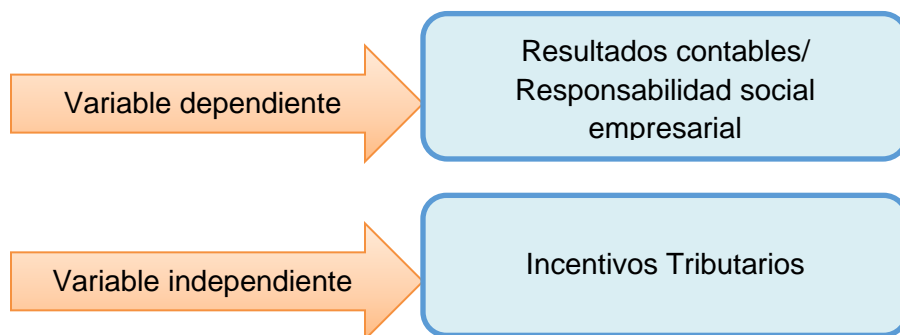 Variable dependiente
Resultados contables/
Responsabilidad social
empresarial
Variable independiente
Incentivos Tributarios